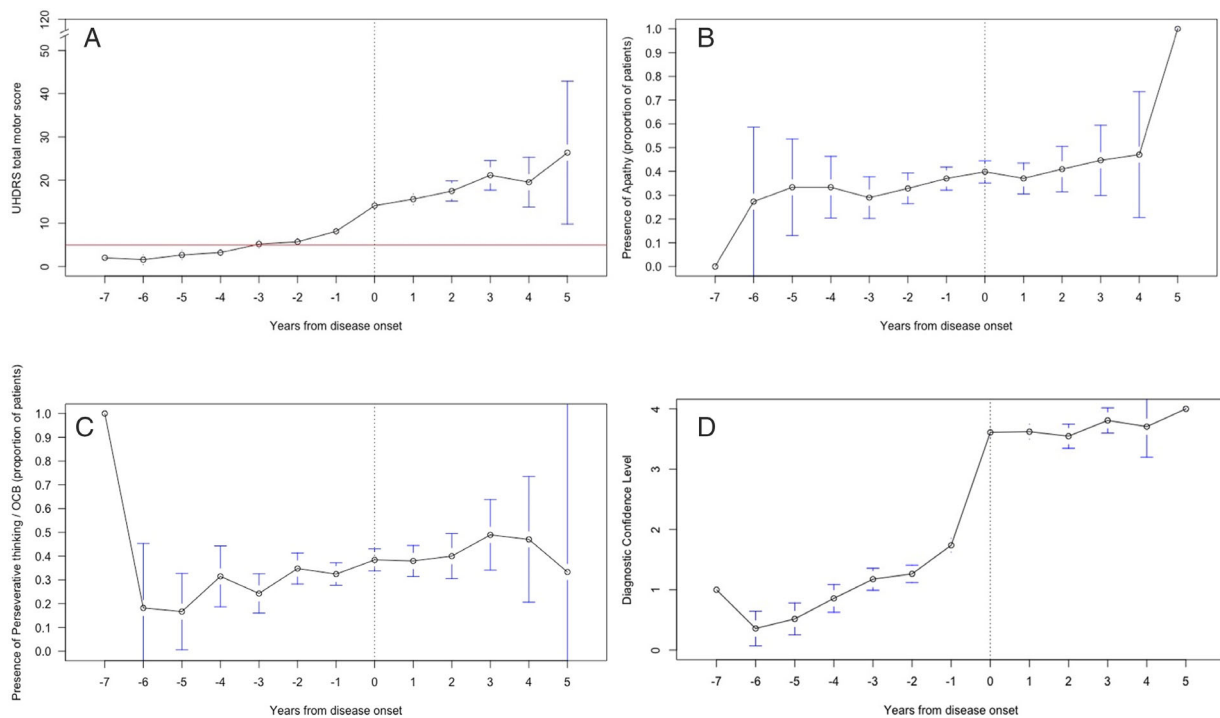 A
UHDRS total motor score
120
50
40
30
20
10
0
-7 -6 -5 -4 -3 -2 -1 0 1 2 3 4 5
Years from disease onset
B
Presence of Apathy (proportion of patients)
1.0
0.9
0.8
0.7
0.6
0.5
0.4
0.3
0.2
0.1
0.0
-7 -6 -5 -4 -3 -2 -1 0 1 2 3 4 5
Years from disease onset
C
Presence of Perseverative thinking / OCB (proportion of patients)
1.0
0.9
0.8
0.7
0.6
0.5
0.4
0.3
0.2
0.1
0.0
-7 -6 -5 -4 -3 -2 -1 0 1 2 3 4 5
Years from disease onset
D
Diagnostic Confidence Level
4
3
2
1
0
-7 -6 -5 -4 -3 -2 -1 0 1 2 3 4 5
Years from disease onset